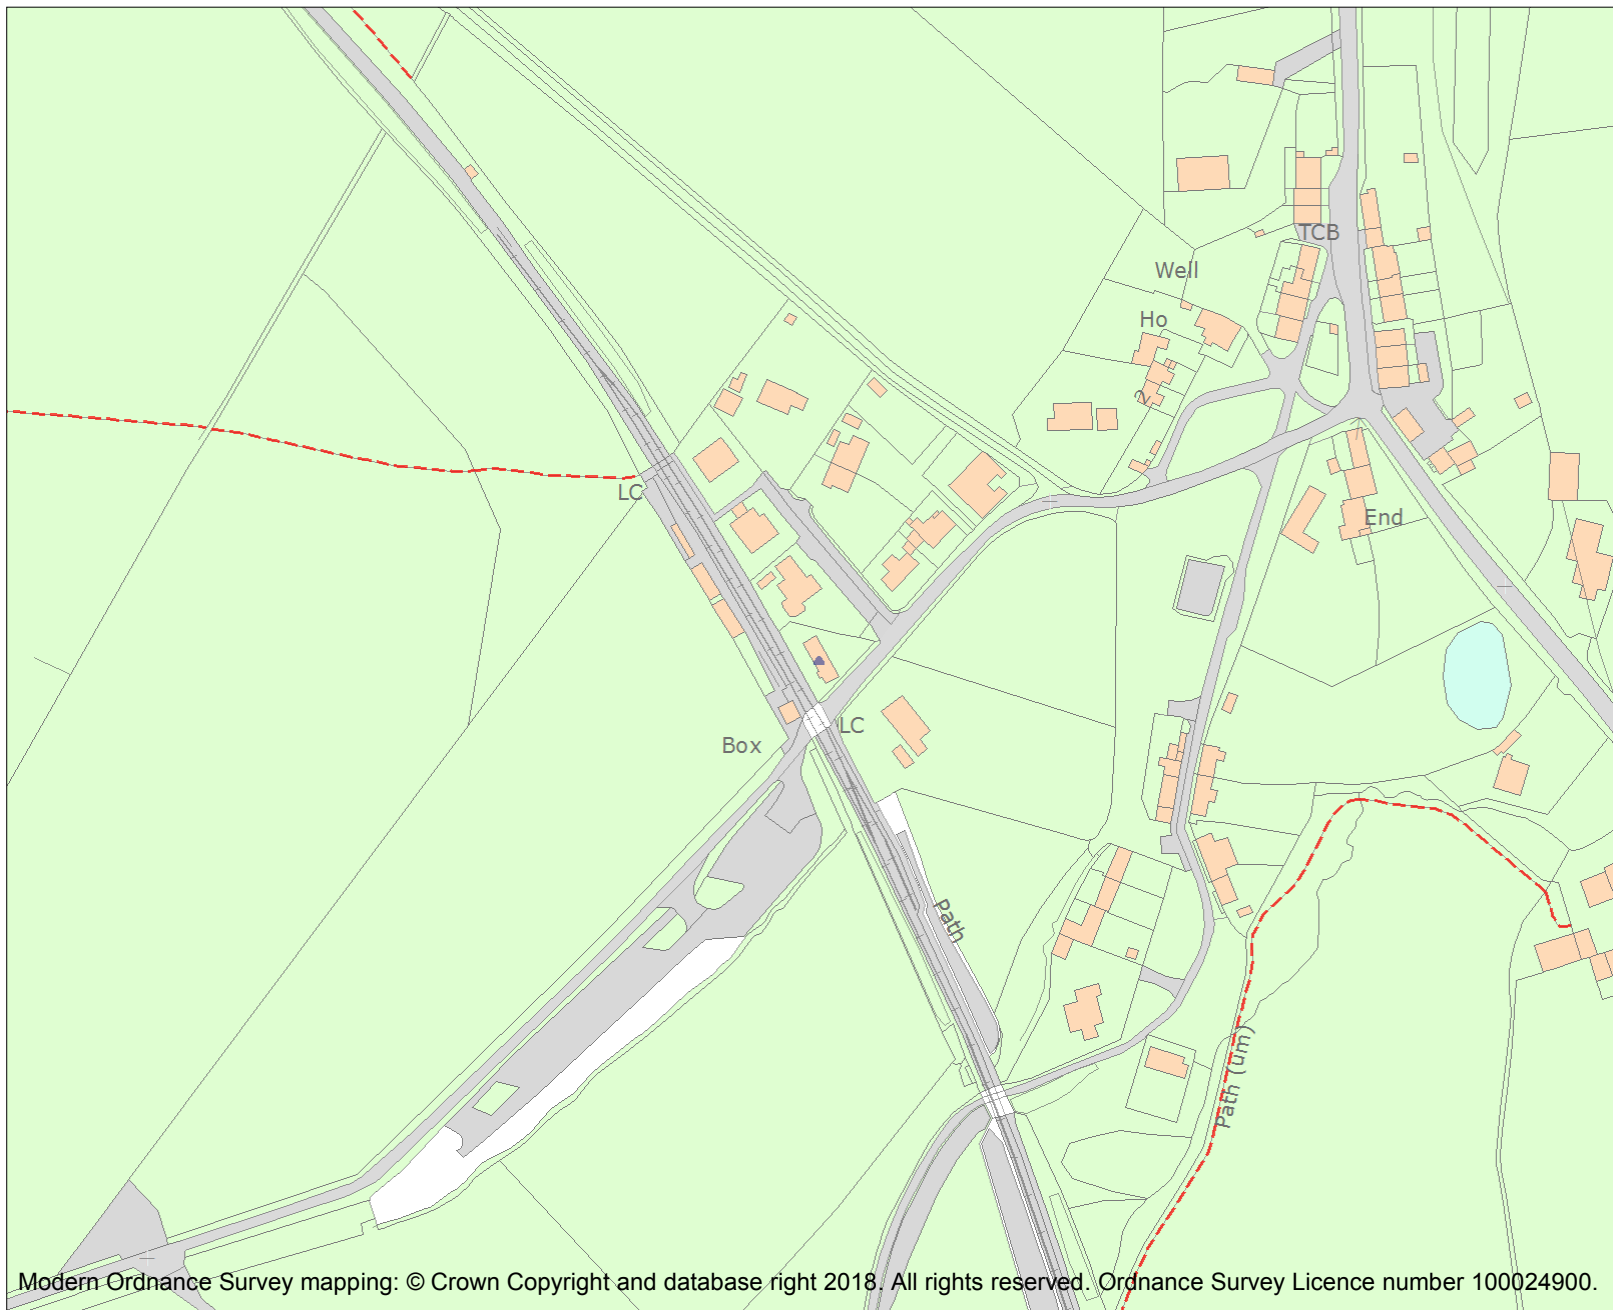 TCB
Well
Ho
2
LC
End
LC
Box
Path
Path (um)
Modern Ordnance Survey mapping: © Crown Copyright and database right 2018. All rights reserved. Ordnance Survey Licence number 100024900.